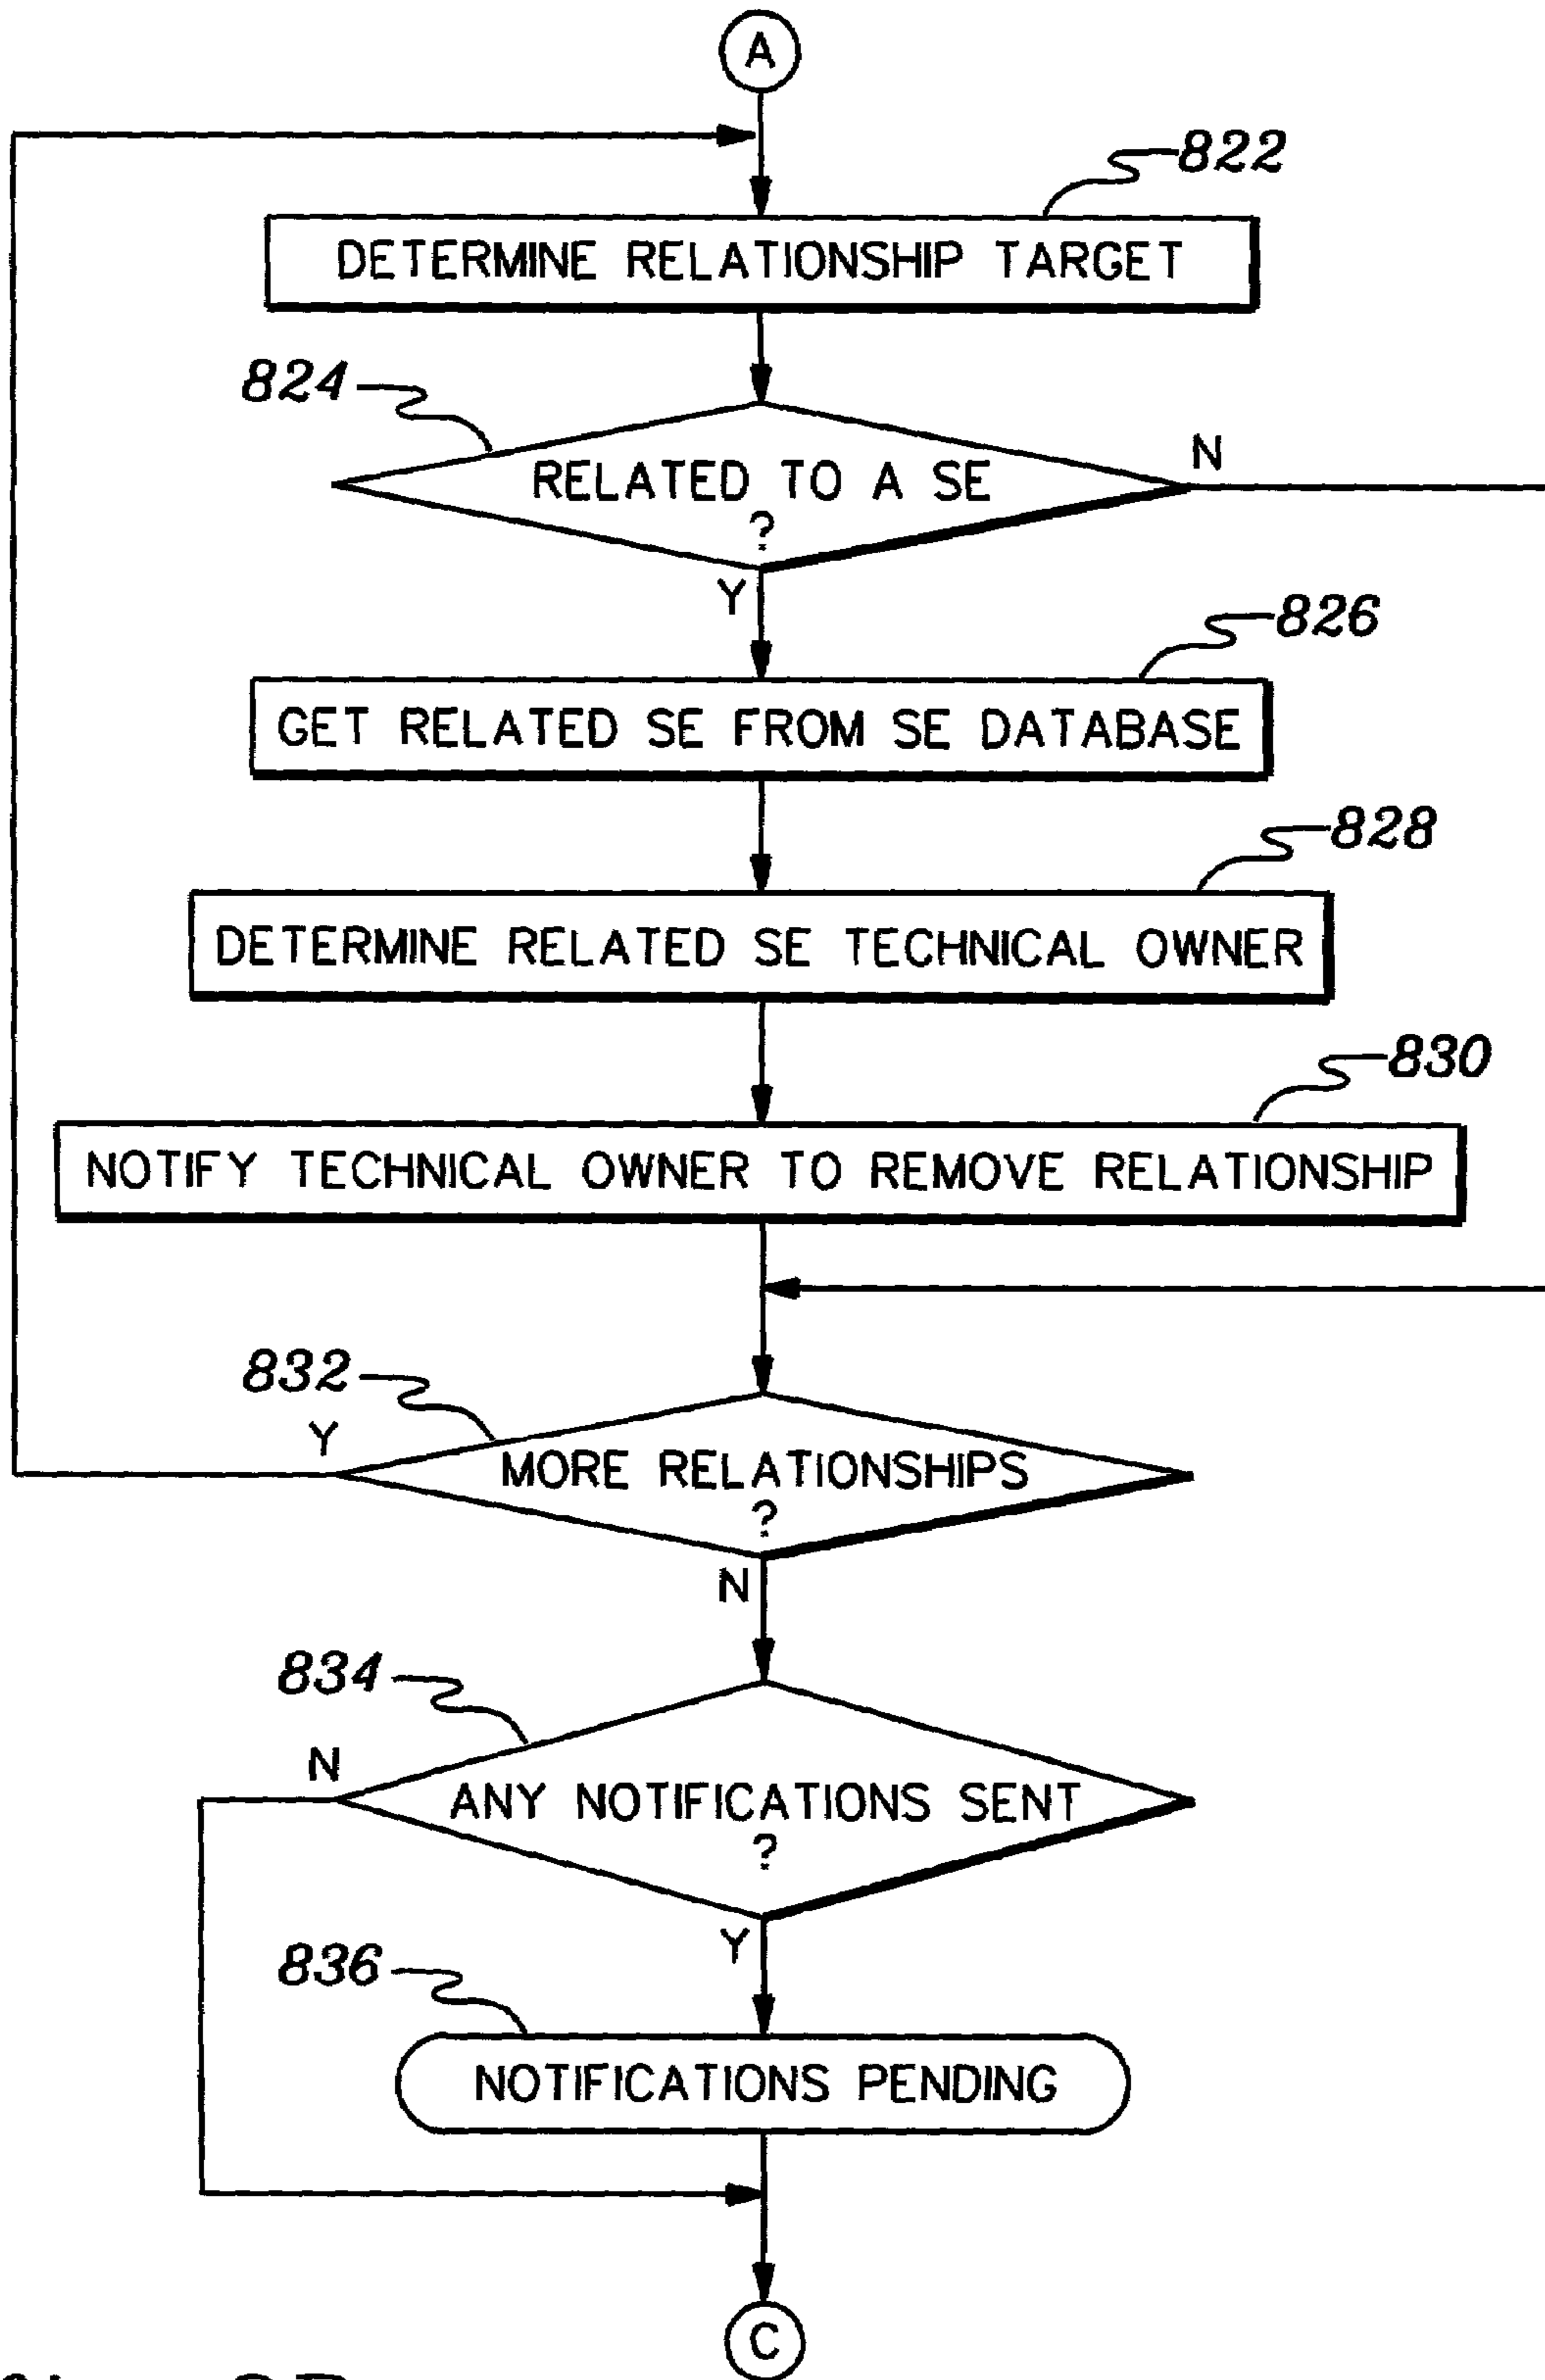 A
822
DETERMINE RELATIONSHIP TARGET
824
N
RELATED TO A SE
?
Y
826
GET RELATED SE FROM SE DATABASE
828
DETERMINE RELATED SE TECHNICAL OWNER
830
NOTIFY TECHNICAL OWNER TO REMOVE RELATIONSHIP
832
Y
MORE RELATIONSHIPS
?
N
834
N
ANY NOTIFICATIONS SENT
?
Y
836
NOTIFICATIONS PENDING
C